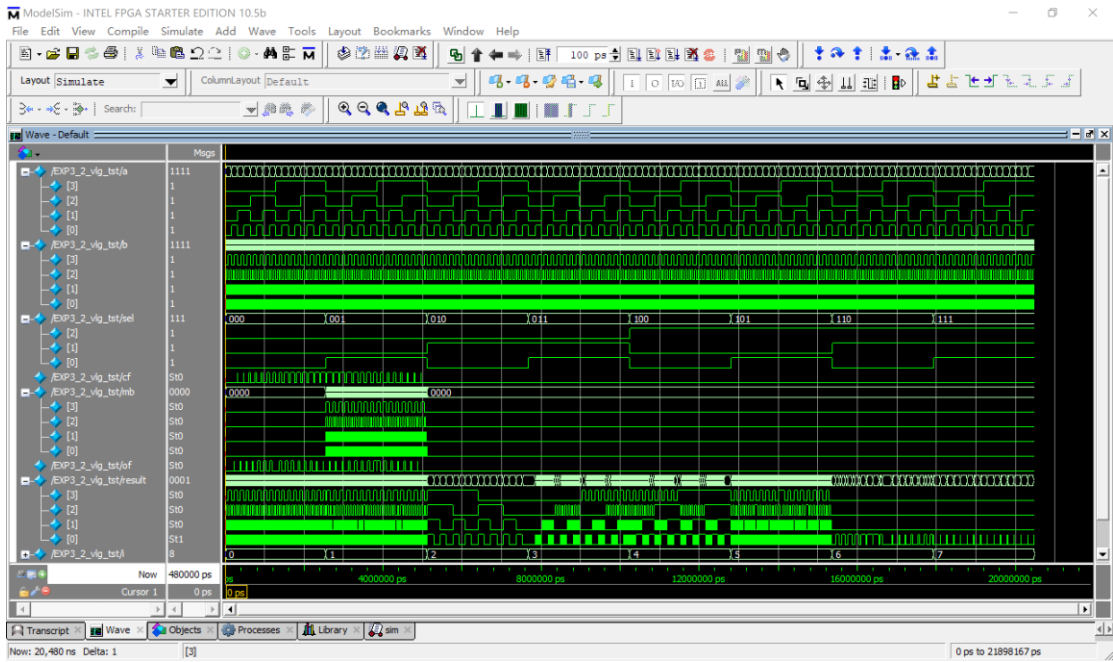 ModelSim - INTEL FPGA STARTER EDITION 10.5b
File Edit View Compile Simulate Add Wave Tools Layout Bookmarks Window Help
100 ps
Layout Simulate
ColumnLayout Default
Search:
Wave - Default
Msgs
/EXP3_2_vlg_tst/a 1111
[3] 1
[2] 1
[1] 1
[0] 1
/EXP3_2_vlg_tst/b 1111
[3] 1
[2] 1
[1] 1
[0] 1
/EXP3_2_vlg_tst/sel 111 000 001 010 011 100 101 110 111
[2] 1
[1] 1
[0] 1
/EXP3_2_vlg_tst/cf St0
/EXP3_2_vlg_tst/mb 0000 0000 0000
[3] St0
[2] St0
[1] St0
[0] St0
/EXP3_2_vlg_tst/of St0
/EXP3_2_vlg_tst/result 0001
[3] St0
[2] St0
[1] St0
[0] St1
/EXP3_2_vlg_tst/i 8 0 1 2 3 4 5 6 7
Now 480000 ps ps 4000000 ps 8000000 ps 12000000 ps 16000000 ps 20000000 ps
Cursor 1 0 ps 0 ps
Transcript Wave Objects Processes Library sim
Now: 20,480 ns Delta: 1 [3] 0 ps to 21898167 ps